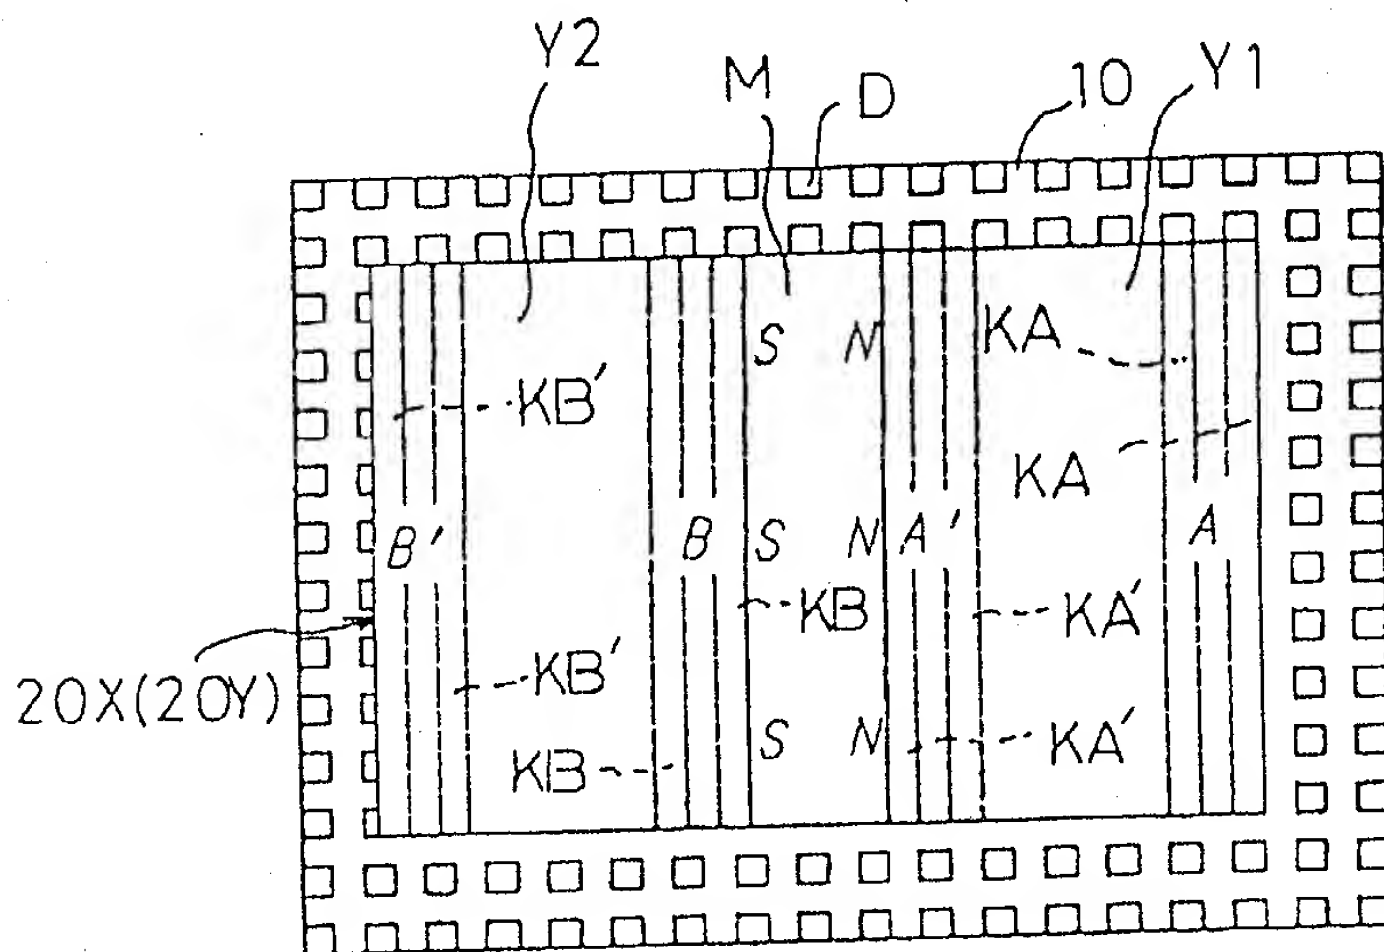 Y2 M D 10 Y1
S N KA
KB′
KA
B′ B S N A′ A
KB KA′
KB′
20X(20Y)
S N KA′
KB